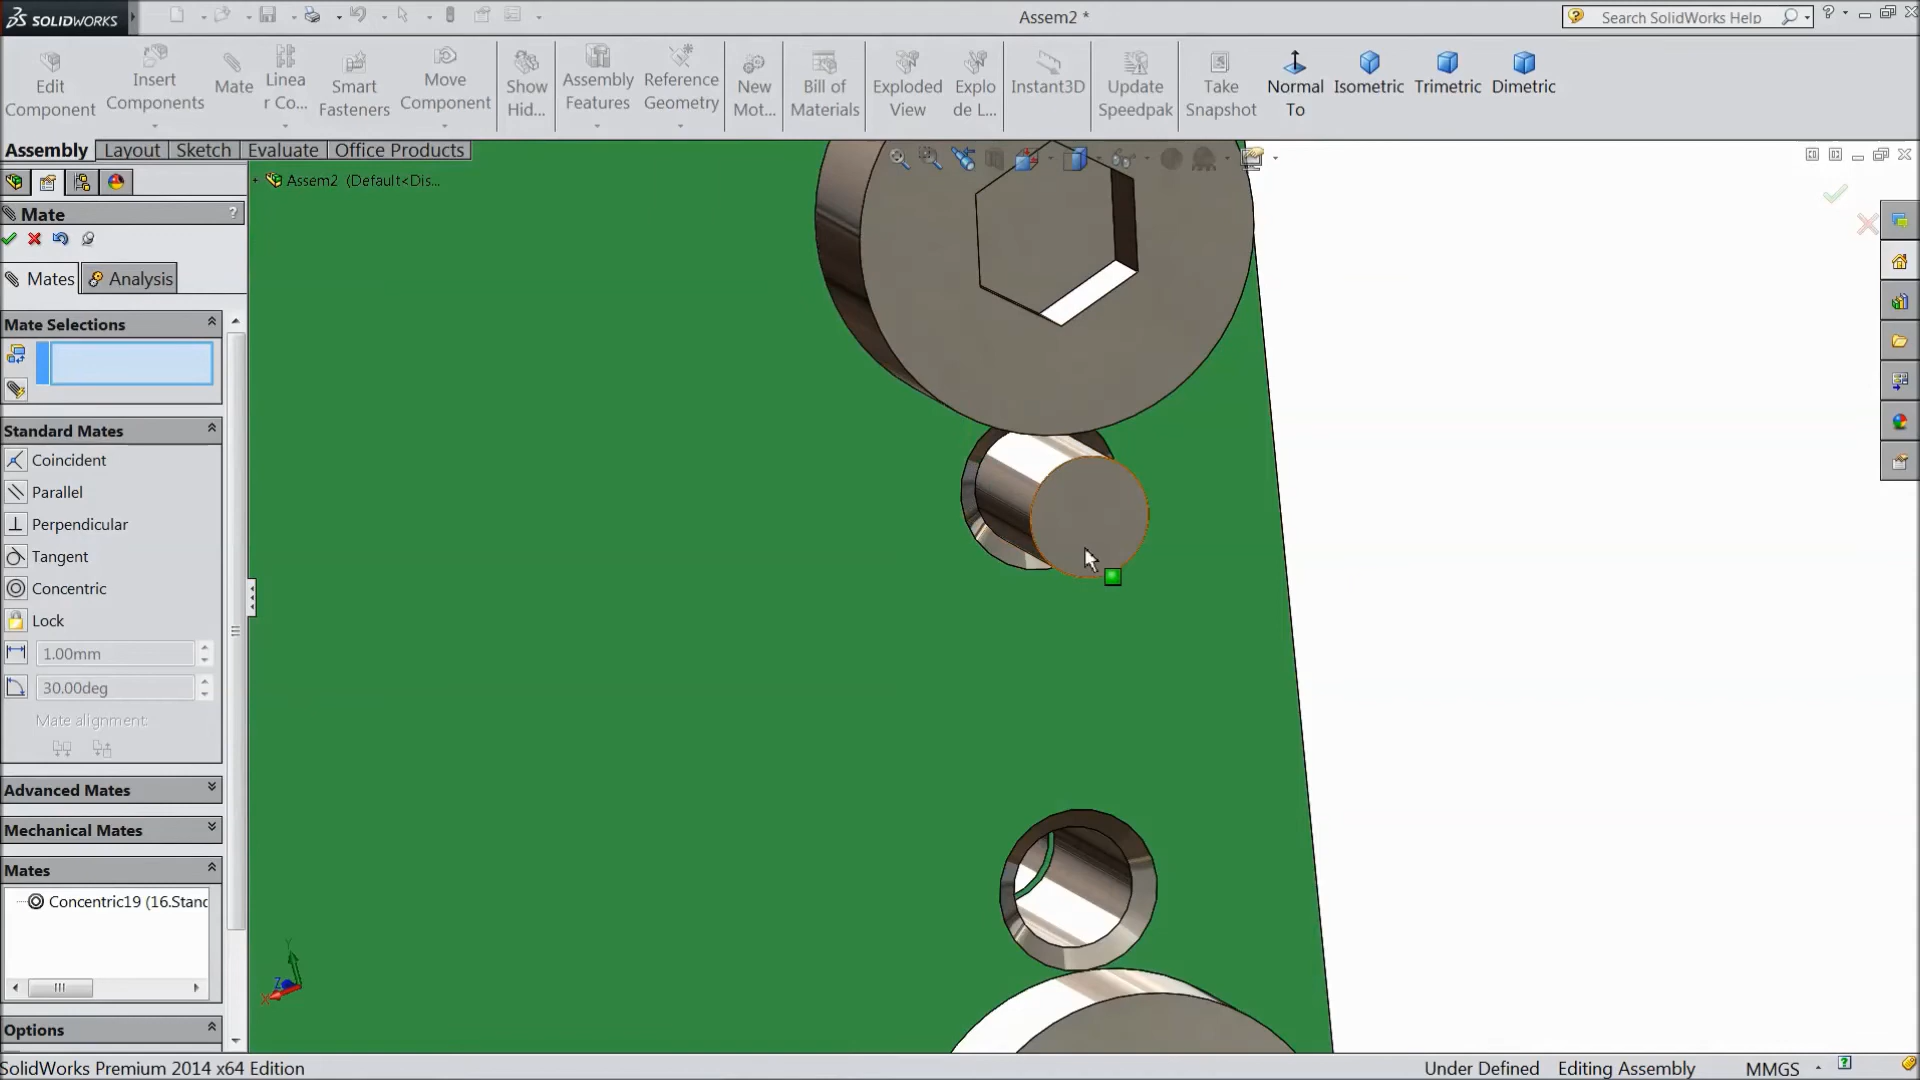 SOLIDWORKS
Assem2 *
Search SolidWorks Help
Edit Component
Insert Components
Mate
Linea r Co...
Smart Fasteners
Move Component
Show Hid...
Assembly Features
Reference Geometry
New Mot...
Bill of Materials
Exploded View
Explo de L...
Instant3D
Update Speedpak
Take Snapshot
Normal To
Isometric
Trimetric
Dimetric
Assembly
Layout
Sketch
Evaluate
Office Products
Assem2 (Default<Dis...
Mate
?
Mates
Analysis
Mate Selections
Standard Mates
Coincident
Parallel
Perpendicular
Tangent
Concentric
Lock
1.00mm
30.00deg
Mate alignment:
Advanced Mates
Mechanical Mates
Mates
Concentric19 (16.Stand
Options
Y
Z
X
SolidWorks Premium 2014 x64 Edition
Under Defined
Editing Assembly
MMGS